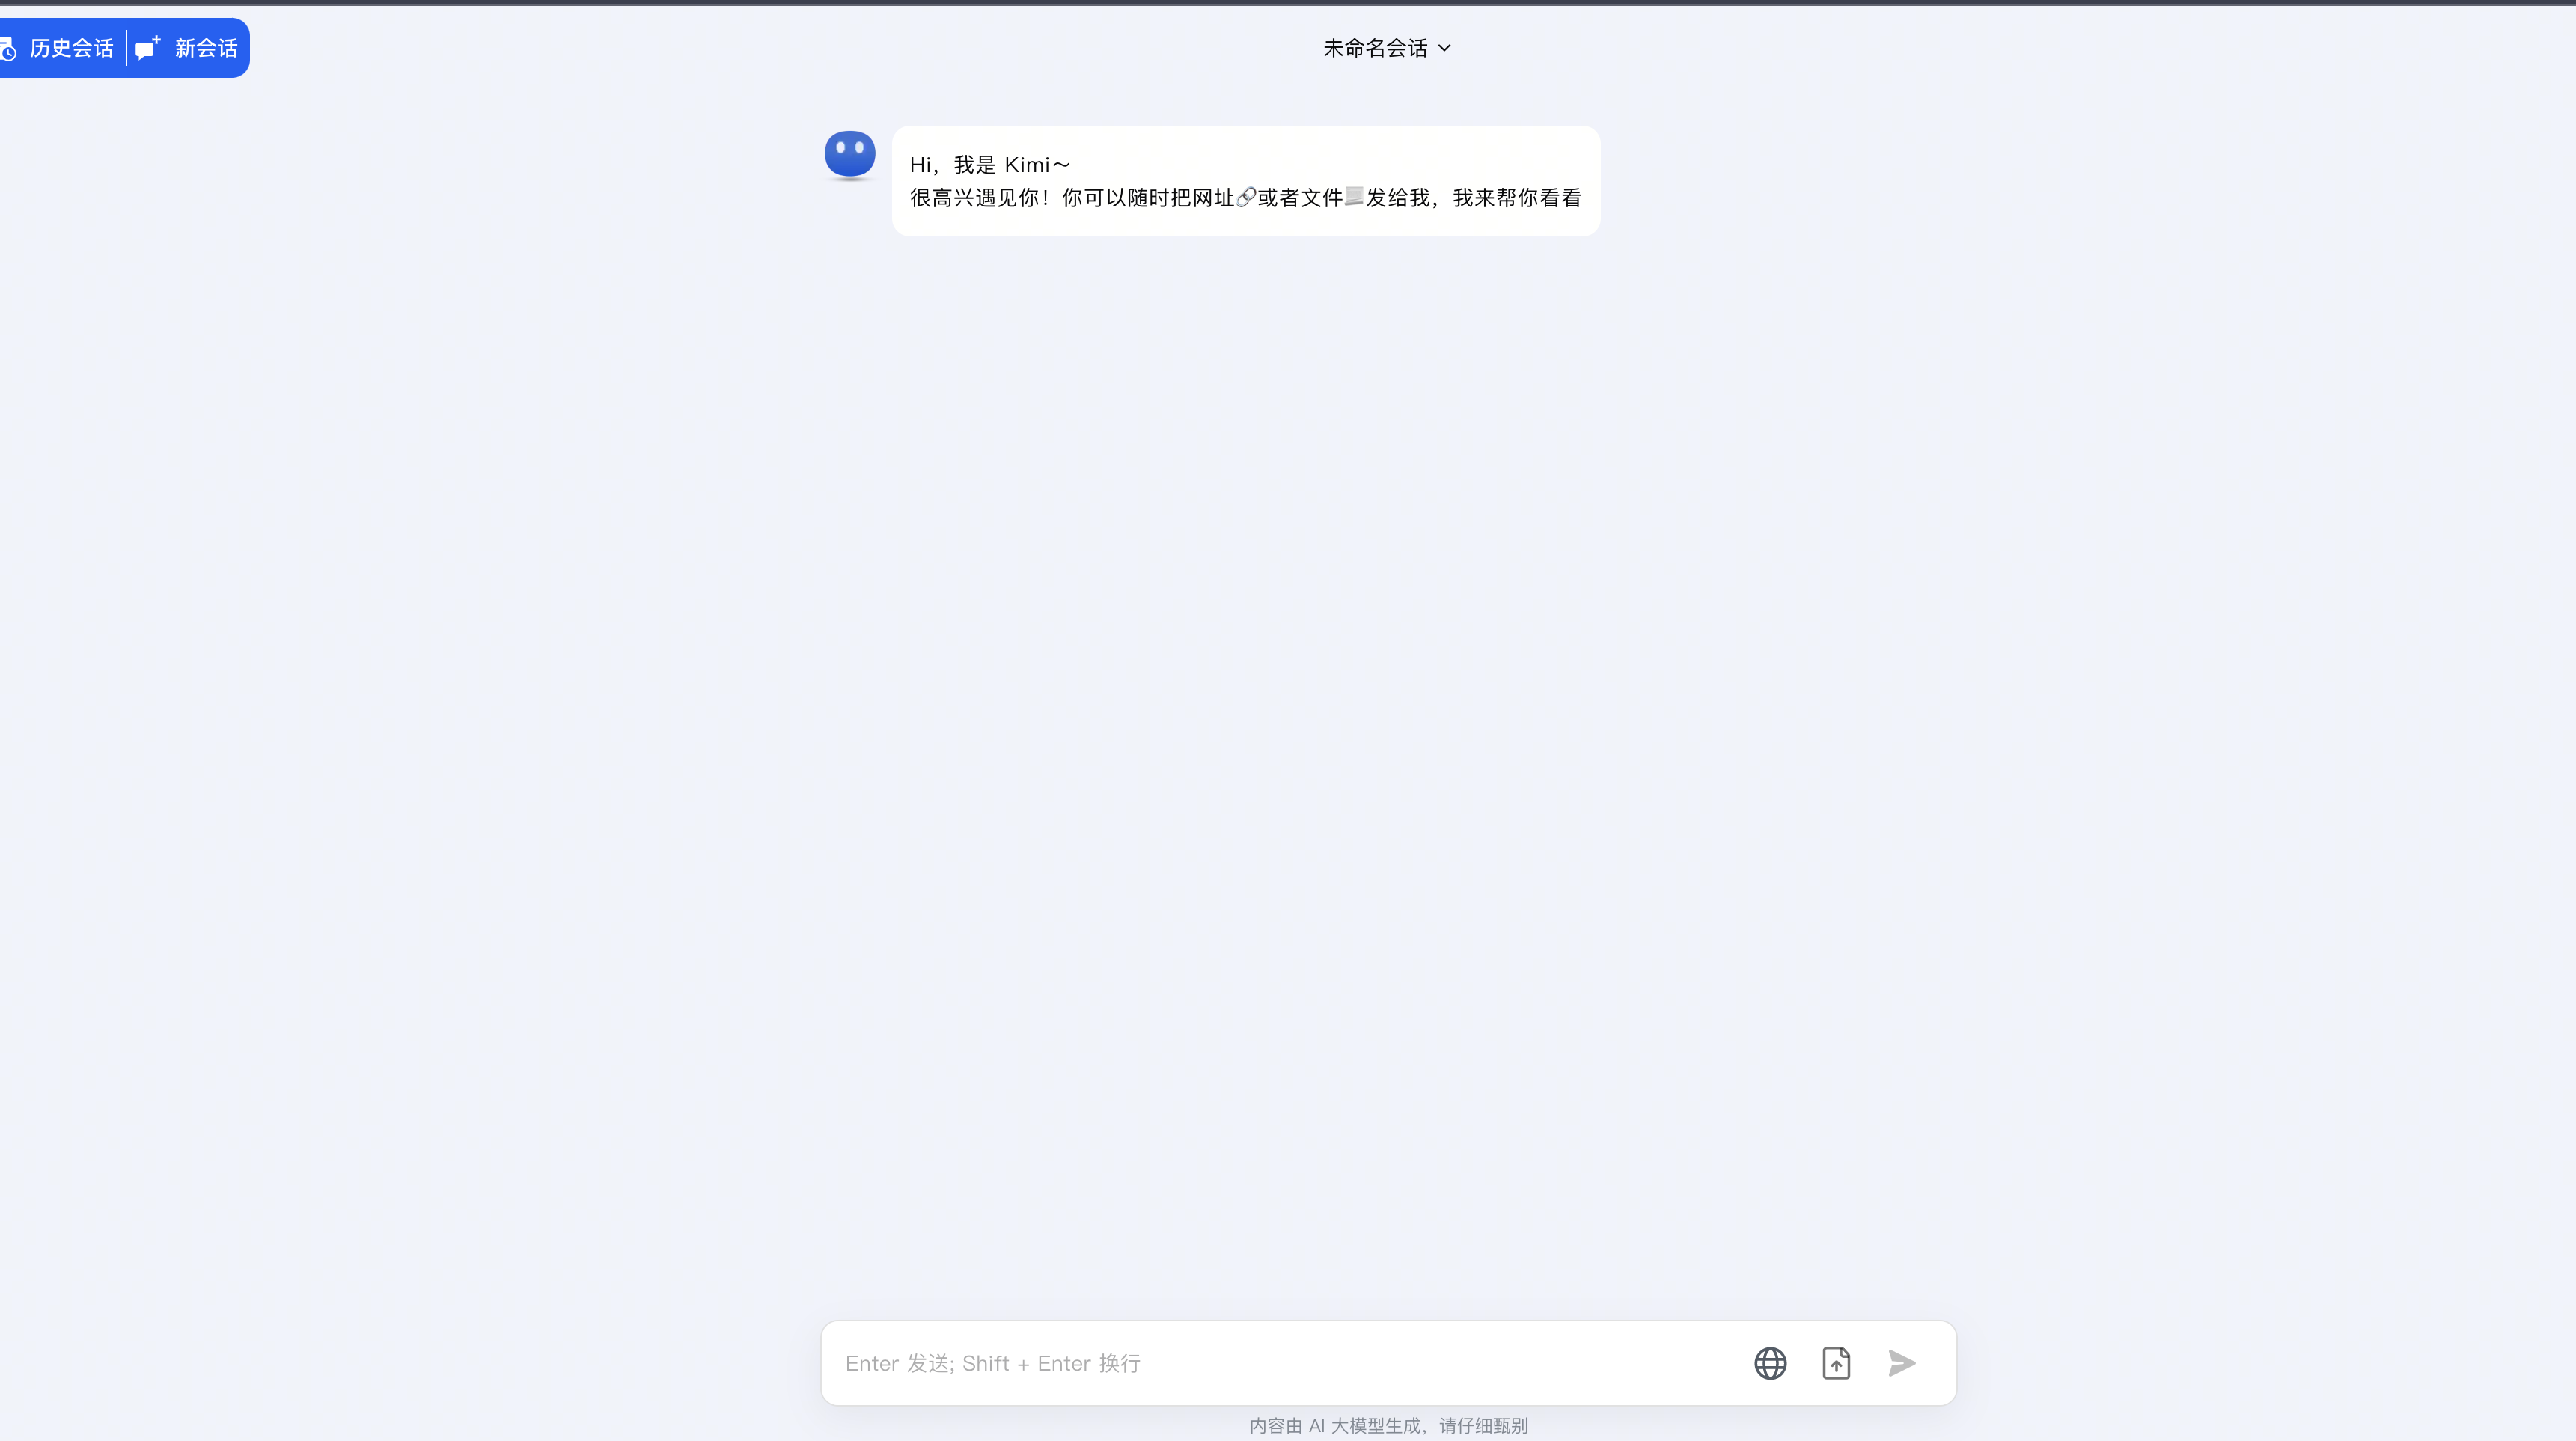 历史会话 新会话
未命名会话
Hi，我是 Kimi～
很高兴遇见你！你可以随时把网址🔗或者文件📃发给我，我来帮你看看
Enter 发送; Shift + Enter 换行
内容由 AI 大模型生成，请仔细甄别